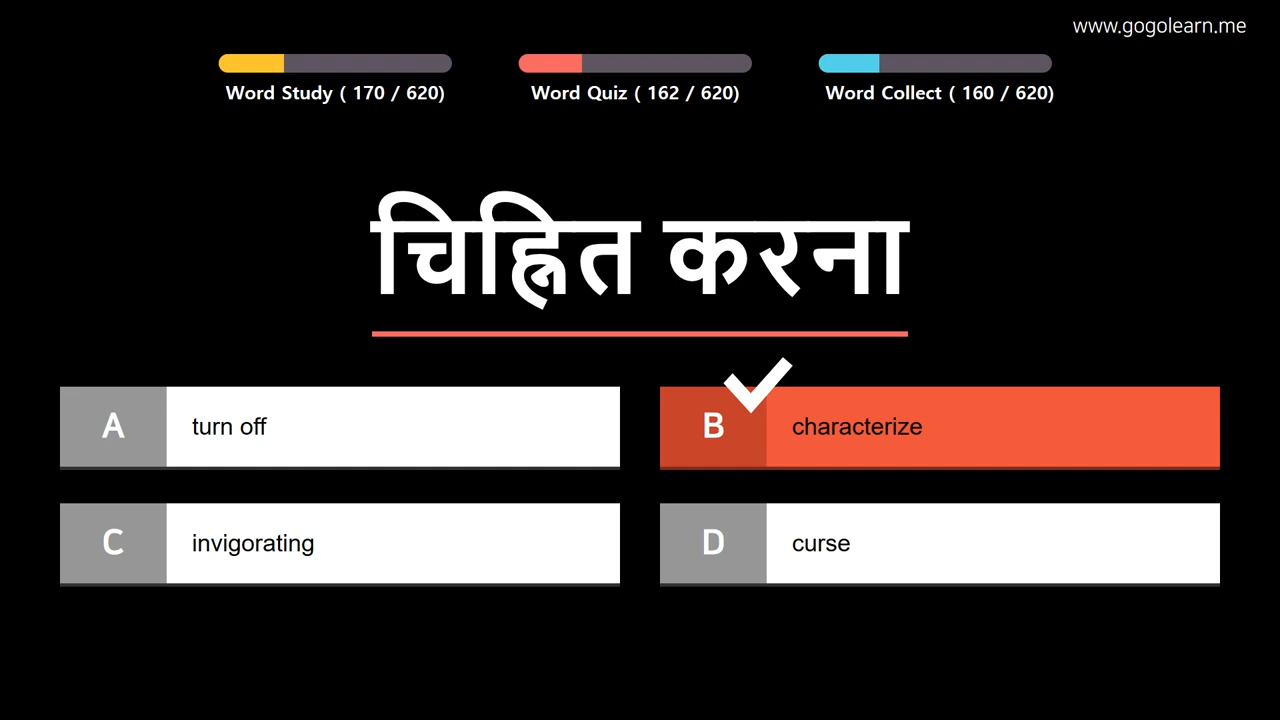 www.gogolearn.me
Word Study ( 170 / 620)
Word Quiz ( 162 / 620)
Word Collect ( 160 / 620)
चिह्नित करना
A turn off
B characterize
C invigorating
D curse